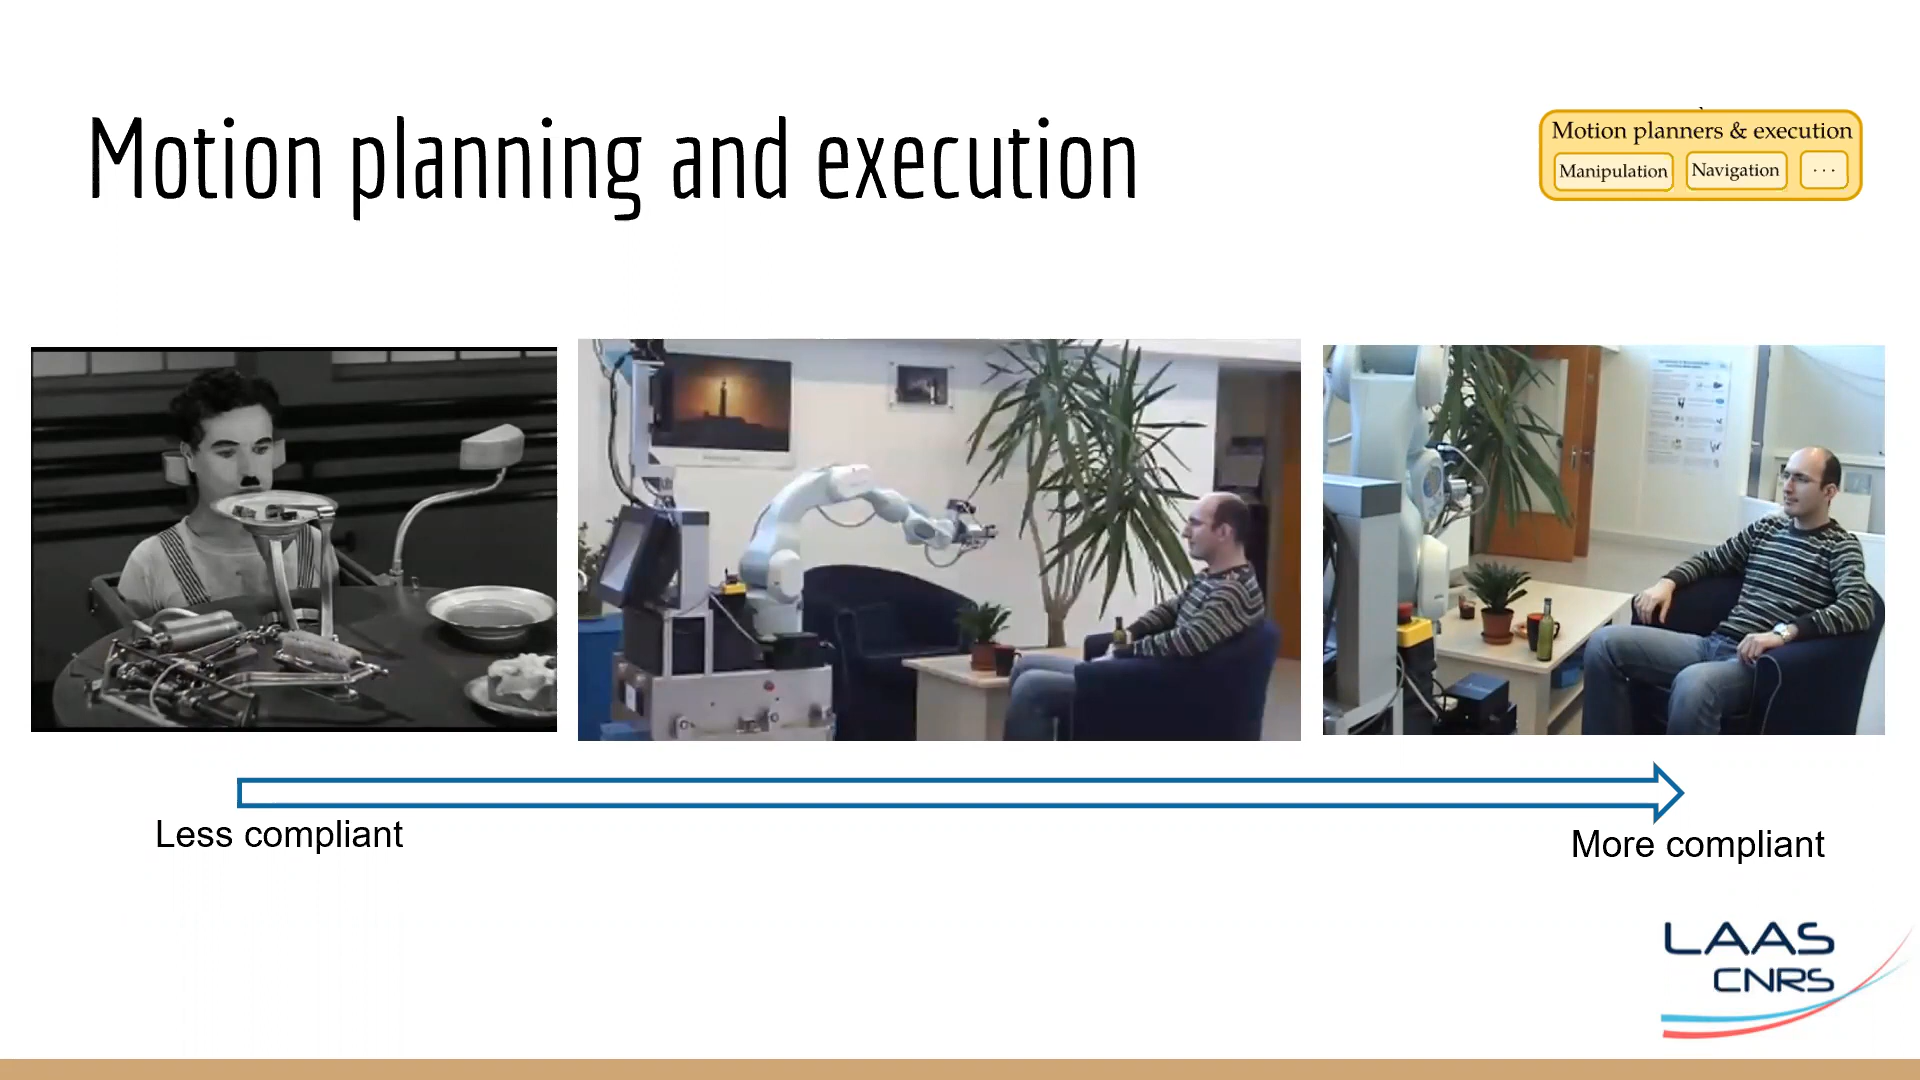 Motion planning and execution
Motion planners & execution
Manipulation
Navigation
...
Less compliant
More compliant
LAAS
CNRS